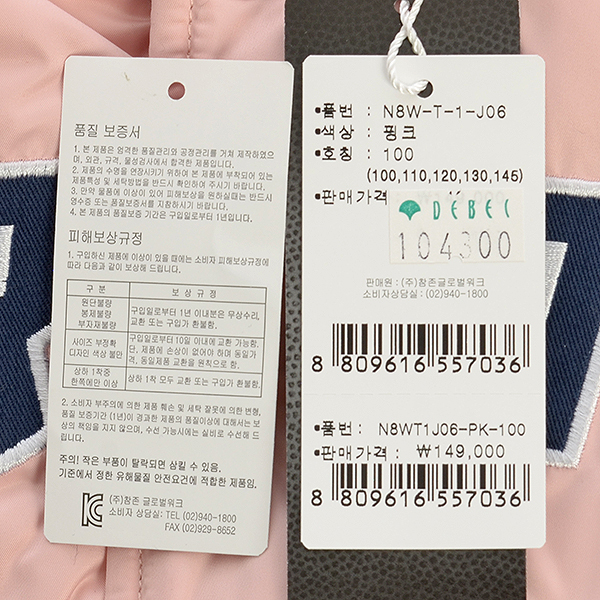 품질 보증서
1. 본 제품은 엄격한 품질관리와 공정관리를 거쳐 제작하였으
며, 외관, 규격, 물성검사에서 합격한 제품입니다.
2. 제품의 수명을 연장시키기 위하여 본 제품에 부착되어 있는
제품특성 및 세탁방법을 반드시 확인하여 주시기 바랍니다.
3. 만약 물품에 이상이 있어 피해보상을 원하실때는 반드시
영수증 또는 품질보증서를 지참하시기 바랍니다.
4. 본 제품의 품질보증 기간은 구입일로부터 1년입니다.
피해보상규정
1. 구입하신 제품에 이상이 있을 때에는 소비자 피해보상규정에
따라 다음과 같이 보상해 드립니다.
구 분 보 상 규 정
원단불량
봉제불량
부자재불량
구입일로부터 1년 이내분은 무상수리,
교환 또는 구입가 환불함.
사이즈 부정확
디자인 색상 불만
구입일로부터 10일 이내에 교환 가능함.
단, 제품에 손상이 없어야 하며 동일가
격, 동일제품 교환을 원칙으로 함.
상하 1착중
한쪽에만 이상
상하 1착 모두 교환 또는 구입가 환불함.
2. 소비자 부주의에 의한 제품 훼손 및 세탁 잘못에 의한 변형,
품질 보증기간 (1년)이 경과한 제품의 품질이상에 대해서는 보
상의 책임을 지지 않으며, 수선 가능시에는 실비로 수선해 드
립니다.
주의) 작은 부품이 탈락되면 삼킬 수 있음.
기준에서 정한 유해물질 안전요건에 적합한 제품임.
(주)창존 글로벌워크
소비자 상담실: TEL (02)940-1800
FAX (02)929-8652
•품번 : N8W-T-1-J06
•색상 : 핑크
•호칭 : 100
(100,110,120,130,145)
•판매가격
DEBEC
104300
판매원 : (주)창존글로벌워크
소비자상담실: (02)940-1800
8 809616 557036
•품번: N8WT1J06-PK-100
•판매가격 : ₩149,000
8 809616 557036